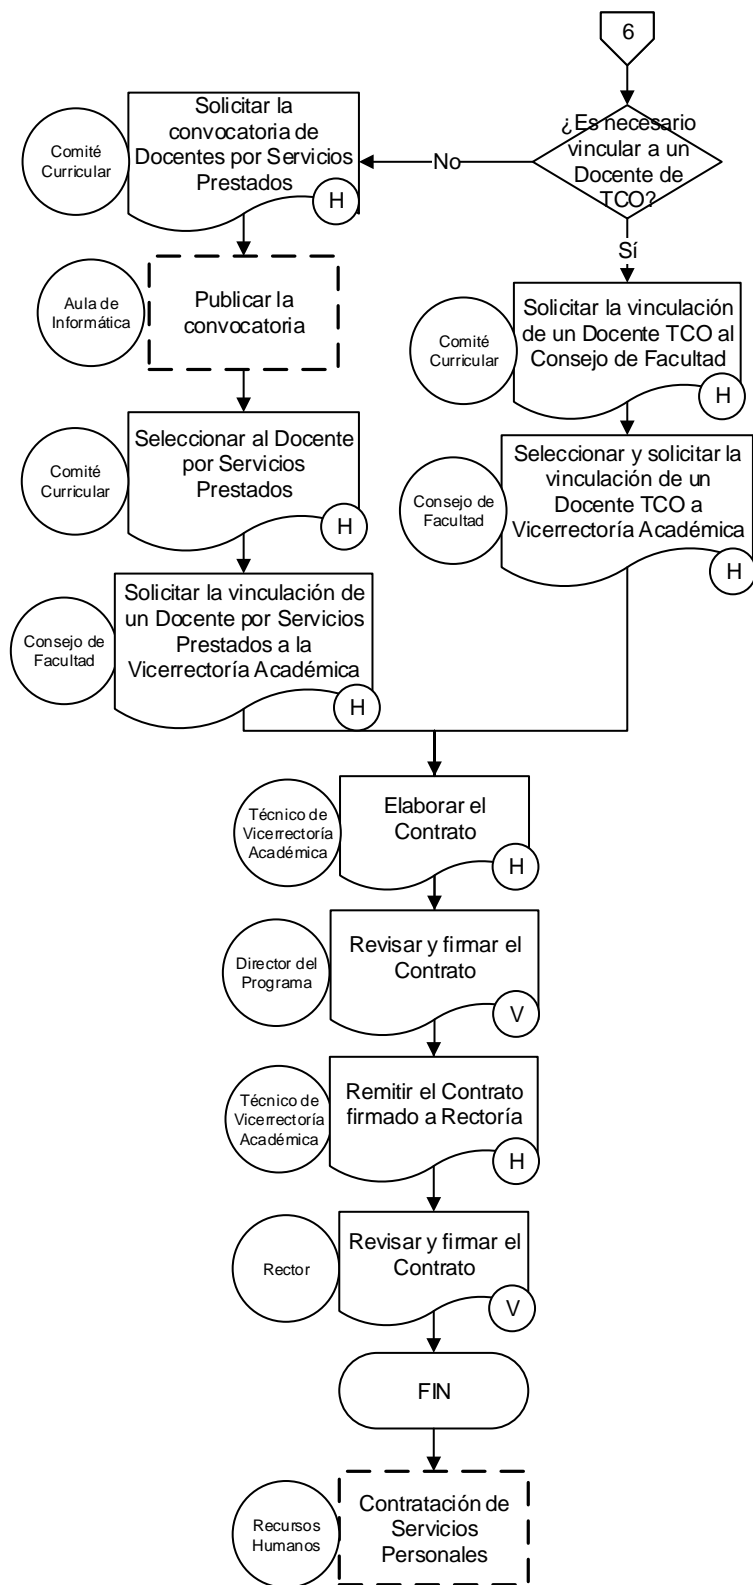 6
¿Es necesario
vincular a un
Docente de
TCO?
No
Sí
Comité
Curricular
Solicitar la
convocatoria de
Docentes por Servicios
Prestados
H
Aula de
Informática
Publicar la
convocatoria
Comité
Curricular
Seleccionar al Docente
por Servicios
Prestados
H
Consejo de
Facultad
Solicitar la vinculación de
un Docente por Servicios
Prestados a la
Vicerrectoría Académica
H
Comité
Curricular
Solicitar la vinculación
de un Docente TCO al
Consejo de Facultad
H
Consejo de
Facultad
Seleccionar y solicitar la
vinculación de un
Docente TCO a
Vicerrectoría Académica
H
Técnico de
Vicerrectoría
Académica
Elaborar el
Contrato
H
Director del
Programa
Revisar y firmar el
Contrato
V
Técnico de
Vicerrectoría
Académica
Remitir el Contrato
firmado a Rectoría
H
Rector
Revisar y firmar el
Contrato
V
FIN
Recursos
Humanos
Contratación de
Servicios
Personales